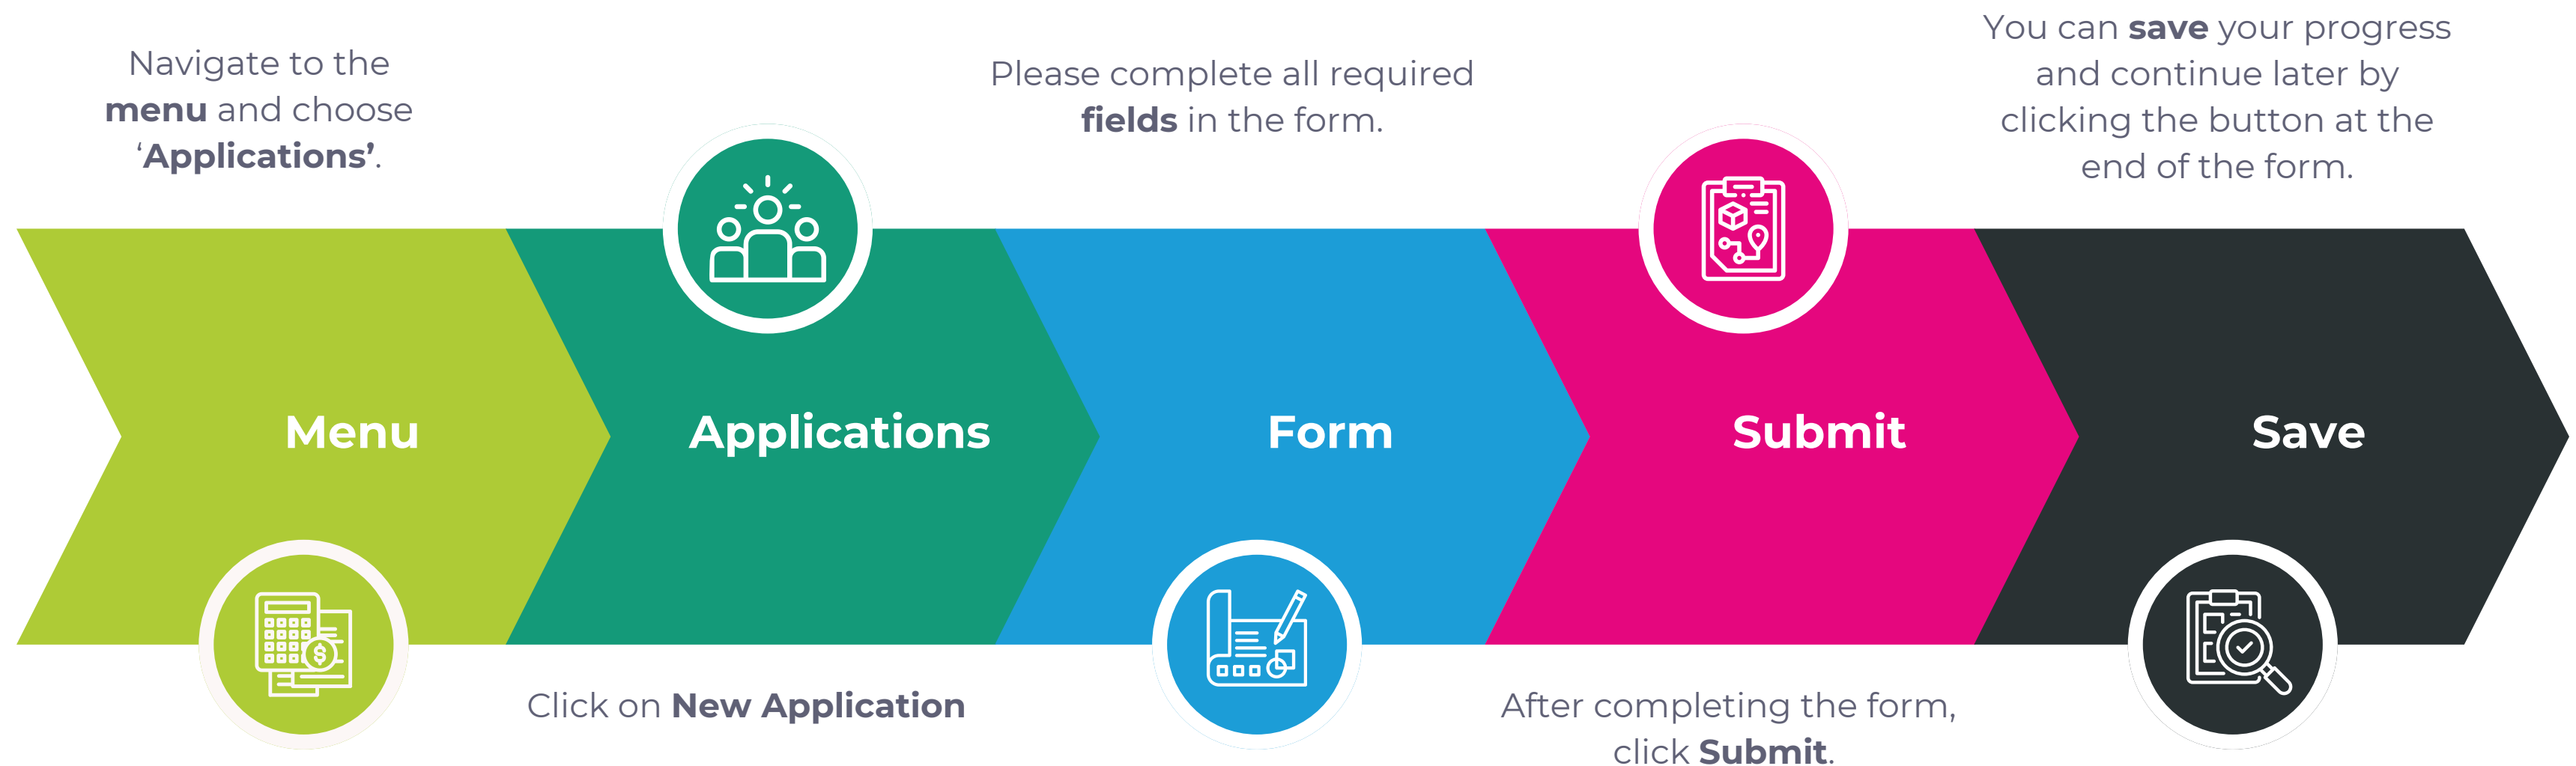 Navigate to the
menu and choose
‘Applications’.
Please complete all required
fields in the form.
You can save your progress
and continue later by
clicking the button at the
end of the form.
Menu
Applications
Form
Submit
Save
Click on New Application
After completing the form,
click Submit.